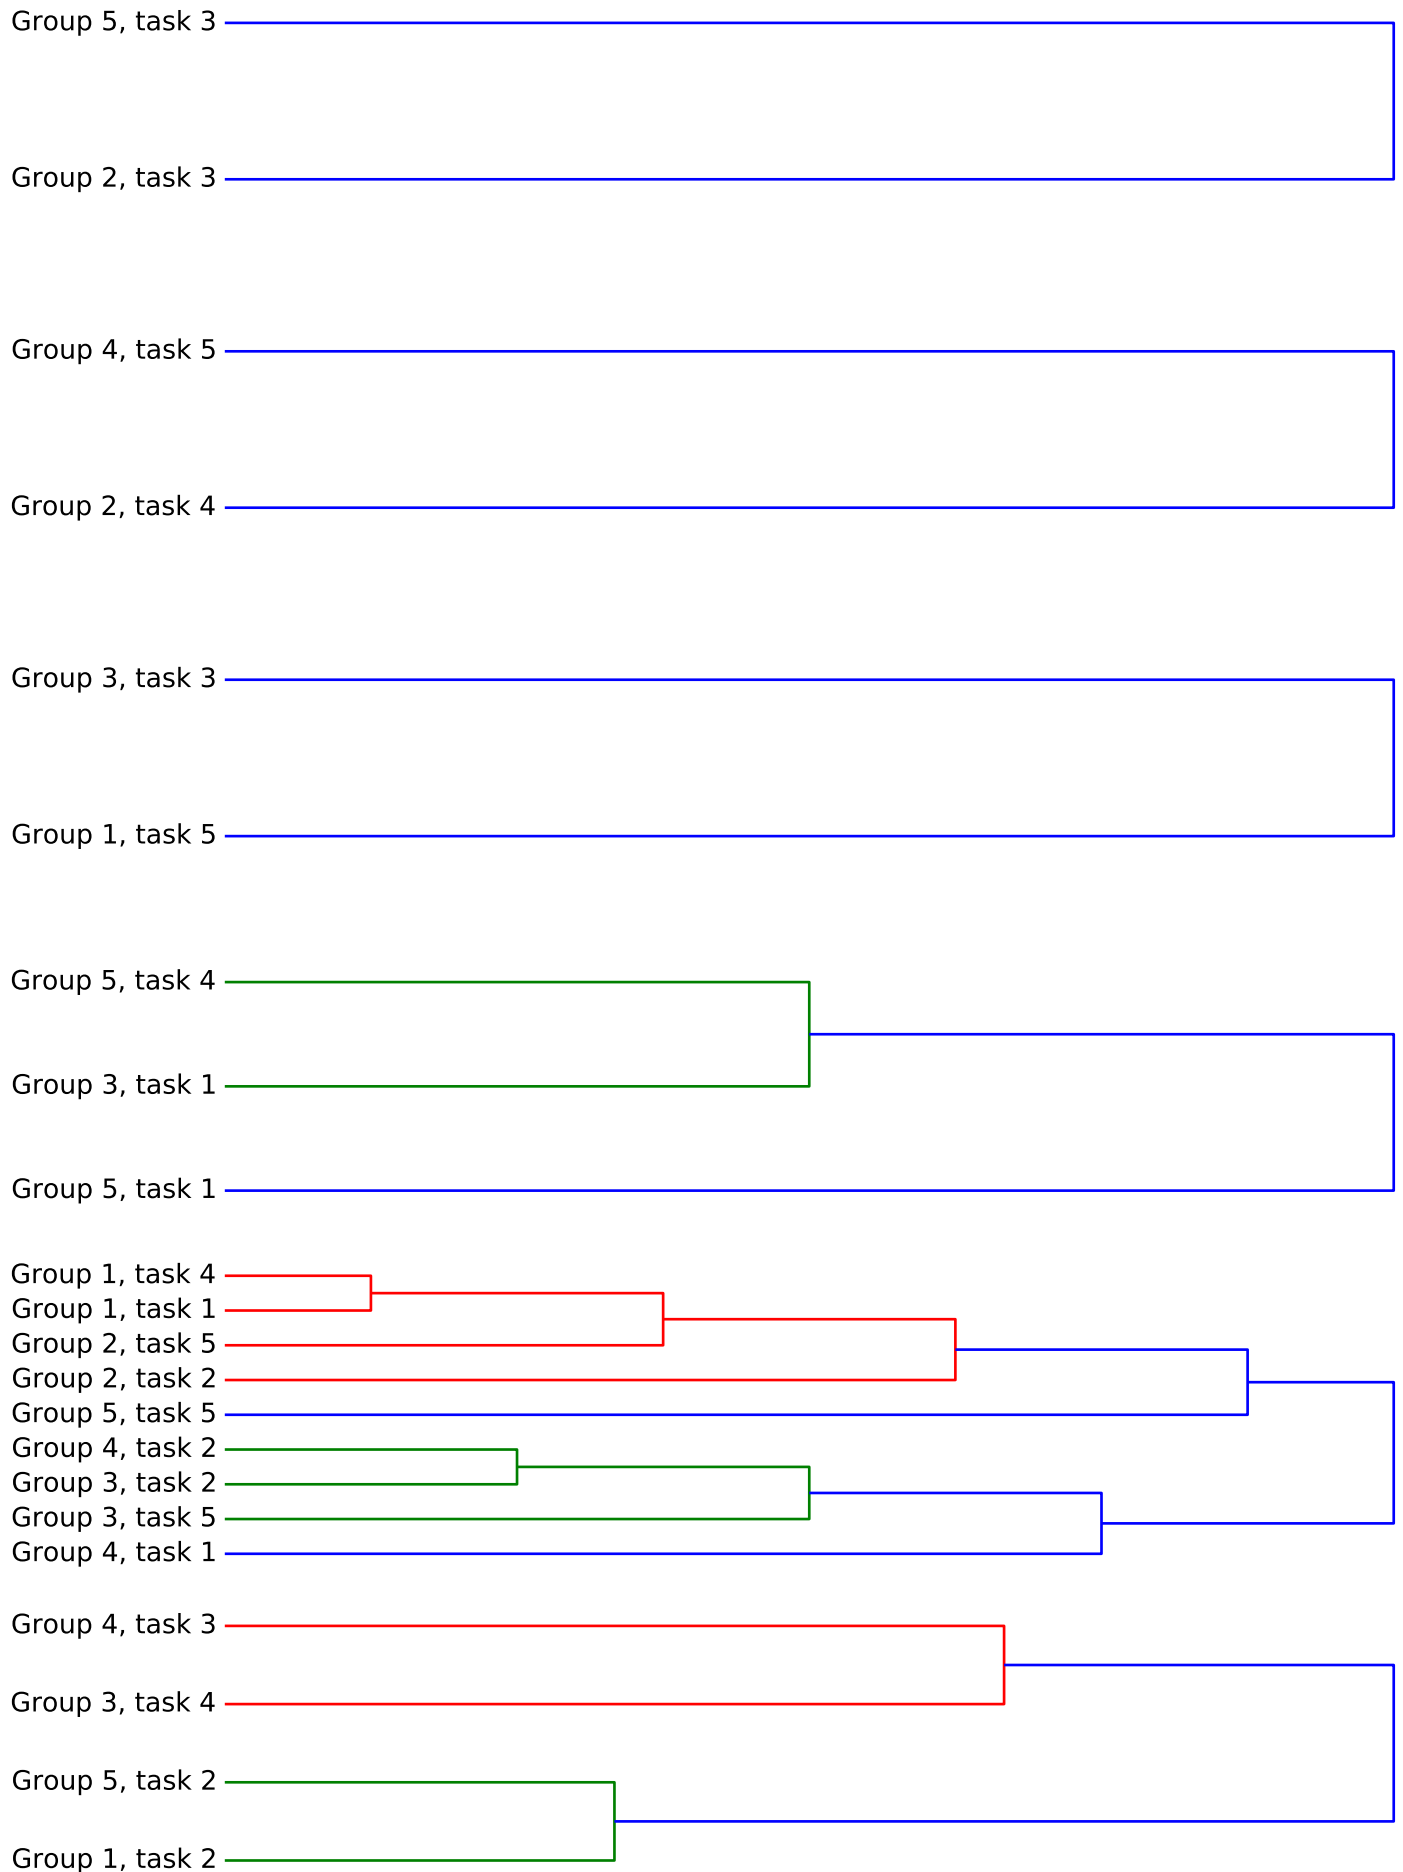 Group 5, task 3
Group 2, task 3
Group 4, task 5
Group 2, task 4
Group 3, task 3
Group 1, task 5
Group 5, task 4
Group 3, task 1
Group 5, task 1
Group 1, task 4
Group 1, task 1
Group 2, task 5
Group 2, task 2
Group 5, task 5
Group 4, task 2
Group 3, task 2
Group 3, task 5
Group 4, task 1
Group 4, task 3
Group 3, task 4
Group 5, task 2
Group 1, task 2